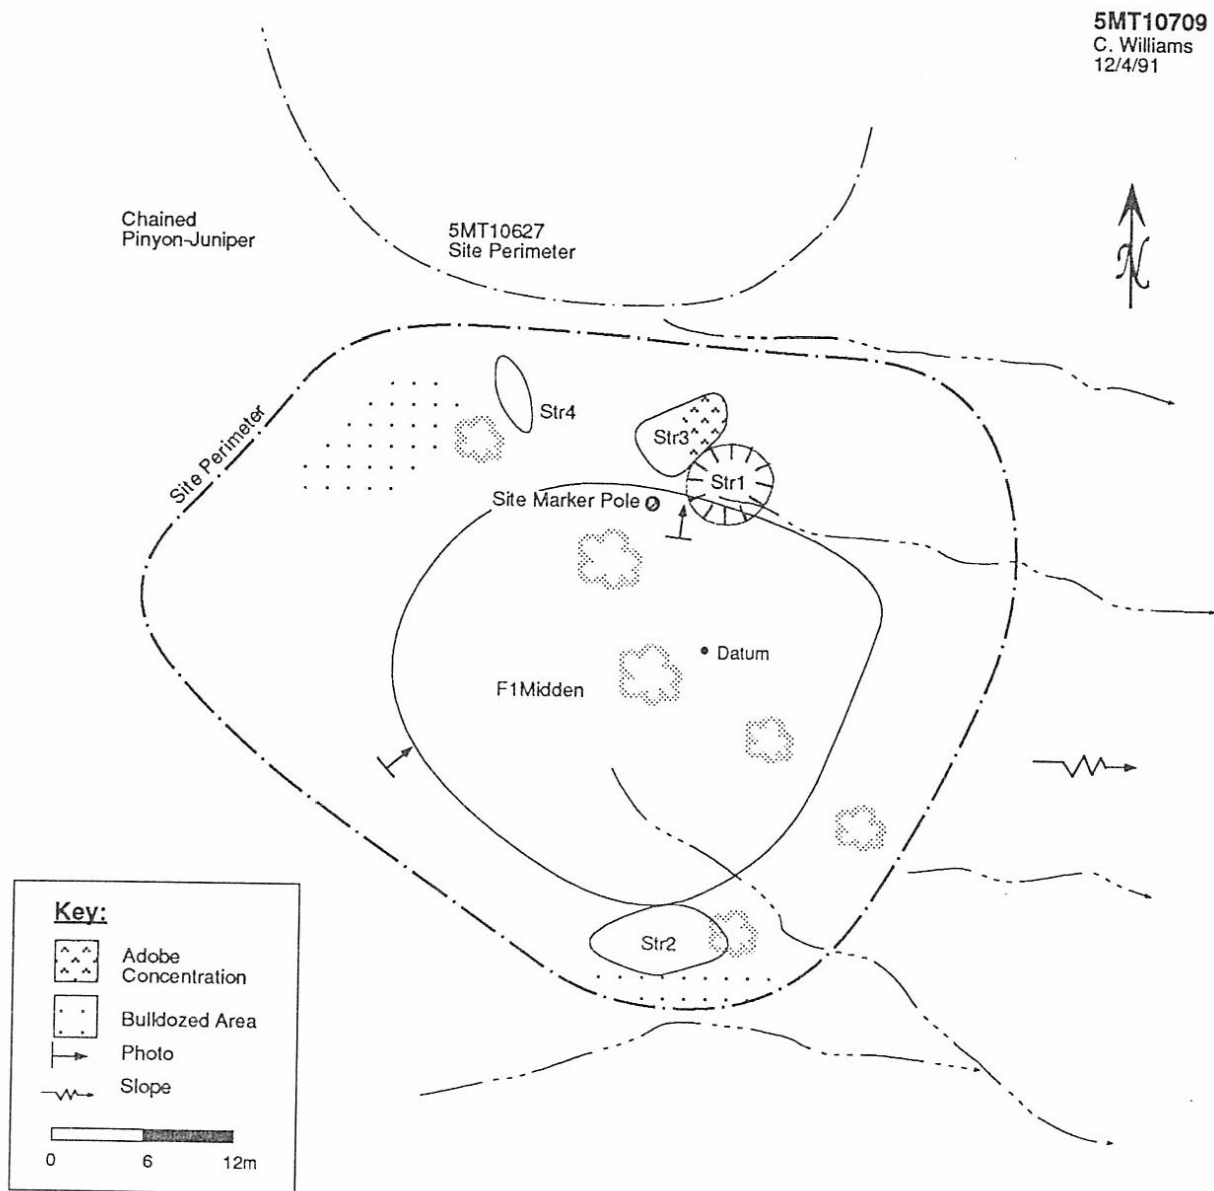 5MT10709
C. Williams
12/4/91
Chained
Pinyon-Juniper
5MT10627
Site Perimeter
N
Site Perimeter
Str4
Str3
Str1
Site Marker Pole
Datum
F1Midden
Str2
Key:
Adobe
Concentration
Bulldozed Area
Photo
Slope
0 6 12m